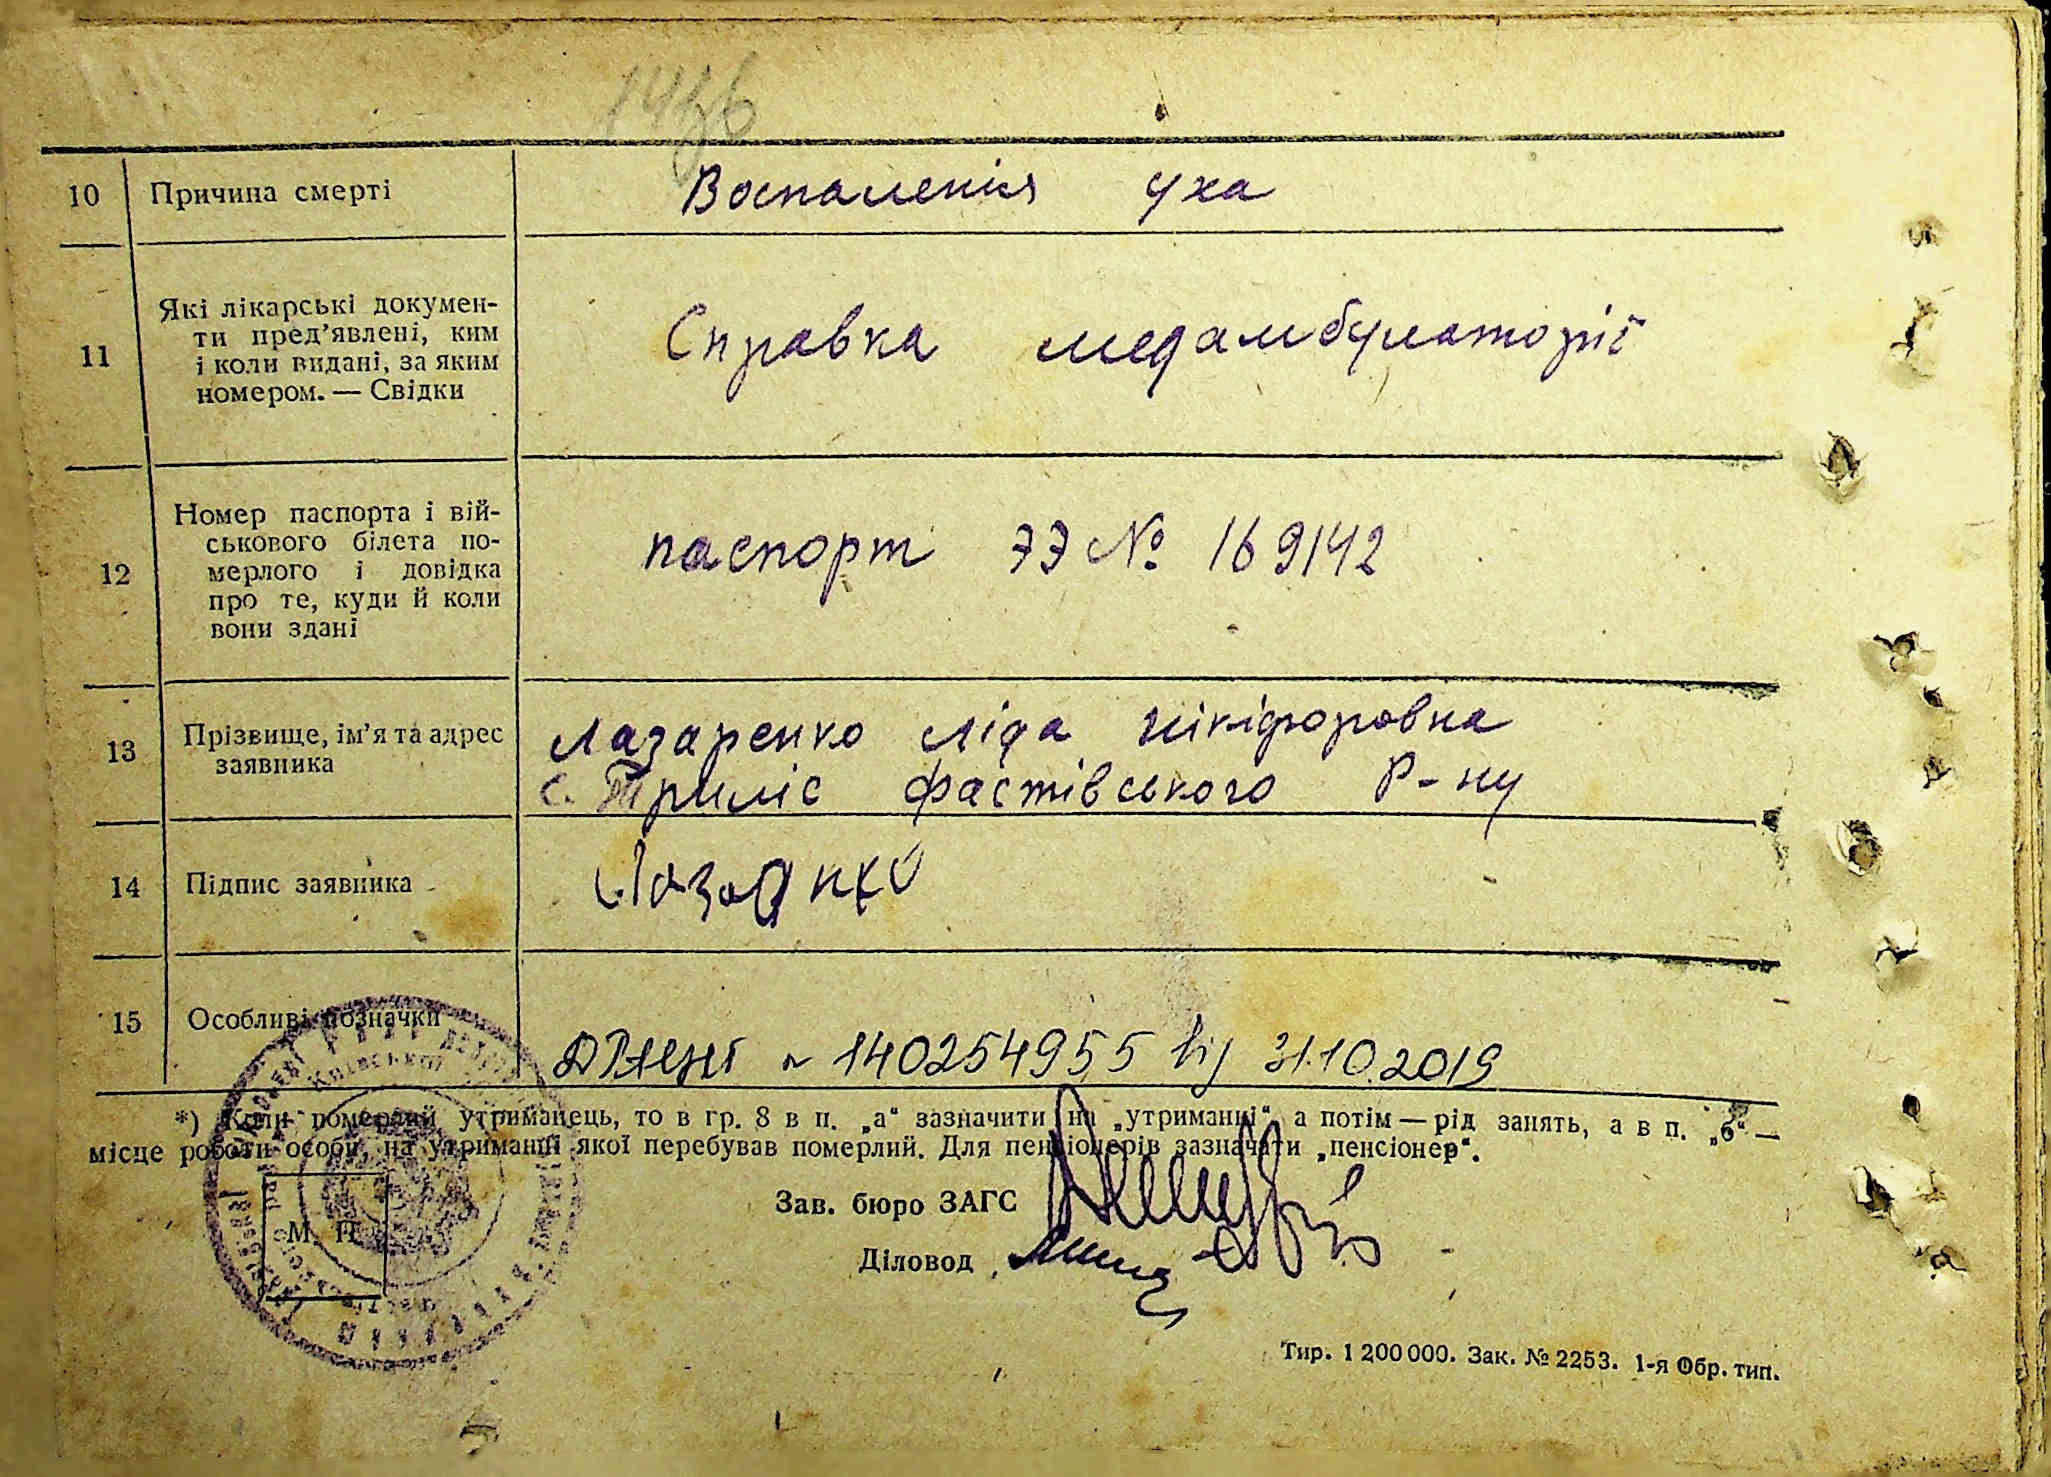 10 Причина смерті Воспаленія уха
11 Які лікарські докумен-
ти пред’явлені, ким
і коли видані, за яким
номером. — Свідки
Справка медамбулаторії
12 Номер паспорта і вій-
ськового білета по-
мерлого і довідка
про те, куди й коли
вони здані
паспорт ЭЭ № 169142
13 Прізвище, ім’я та адрес
заявника
Лазаренко Ліда Нікіфоровна
с. Триліс Фастівського р-ну
14 Підпис заявника
15 Особливі позначки
№ 140254955 від 31.10.2019
*) Коли померлий утриманець, то в гр. 8 в п. „а“ зазначити „на утриманні“, а потім — рід занять, а в п. „б“ —
місце роботи особи, на утриманні якої перебував померлий. Для пенсіонерів зазначати „пенсіонер“.
Зав. бюро ЗАГС
Діловод
М. П.
Тир. 1 200 000. Зак. № 2253. 1-я Обр. тип.